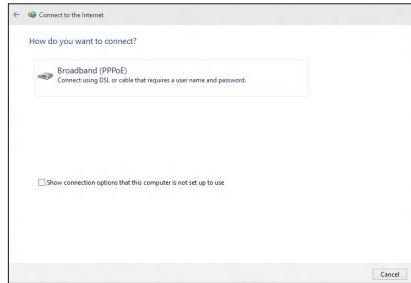 Connect to the Internet
How do you want to connect?
Broadband (PPPoE)
Connect using DSL or cable that requires a user name and password.
Show connection options that this computer is not set up to use
Cancel